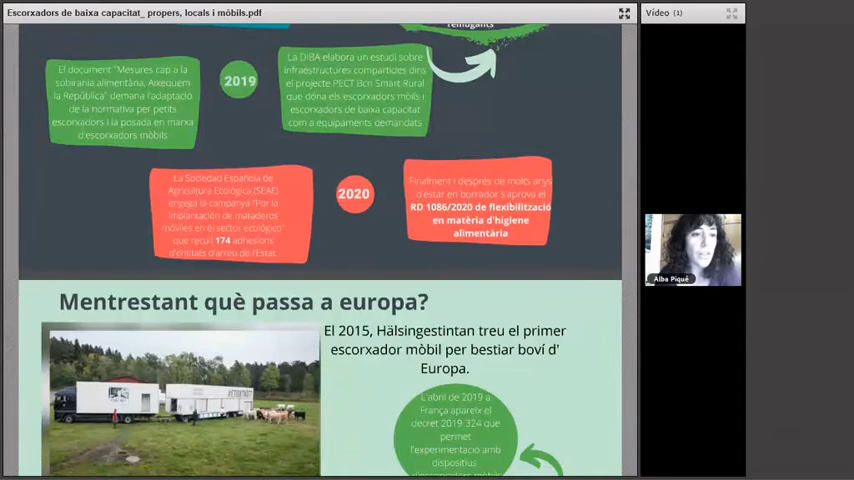 Escorxadors de baixa capacitat_ propers, locals i mòbils.pdf
Vídeo (1)
remugants
El document "Mesures cap a la
sobirania alimentària. Aixequem
la República" demana l'adaptació
de la normativa per petits
escorxadors i la posada en marxa
d'escorxadors mòbils
2019
La DIBA elabora un estudi sobre
infraestructures compartides dins
el projecte PECT Bcn Smart Rural
que dóna els escorxadors mòbils i
escorxadors de baixa capacitat
com a equipaments demandats
La Sociedad Española de
Agricultura Ecológica (SEAE)
engega la companya "Por la
implantación de mataderos
móviles en el sector ecológico"
que recull 174 adhesions
d'entitats d'arreu de l'Estat.
2020
Finalment i després de molts anys
d'estar en borrador s'aprova el
RD 1086/2020 de flexibilització
en matèria d'higiene
alimentària
Alba Piqué
Mentrestant què passa a europa?
El 2015, Hälsingestintan treu el primer
escorxador mòbil per bestiar boví d'
Europa.
L'abril de 2019 a
França apareix el
decret 2019 324 que
permet
l'experimentació amb
dispositius
d'escorxadors mòbils